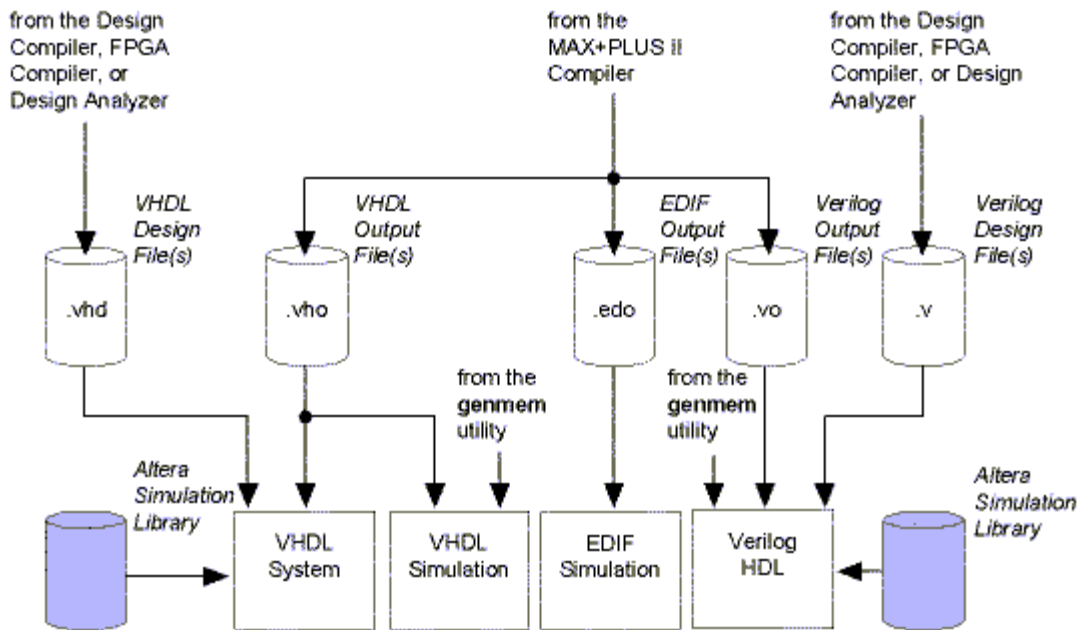 from the Design
Compiler, FPGA
Compiler, or
Design Analyzer
from the
MAX+PLUS II
Compiler
from the Design
Compiler, FPGA
Compiler, or Design
Analyzer
VHDL
Design
File(s)
VHDL
Output
File(s)
EDIF
Output
File(s)
Verilog
Output
File(s)
Verilog
Design
File(s)
.vhd
.vho
.edo
.vo
.v
from the
genmem
utility
from the
genmem
utility
Altera
Simulation
Library
VHDL
System
VHDL
Simulation
EDIF
Simulation
Verilog
HDL
Altera
Simulation
Library